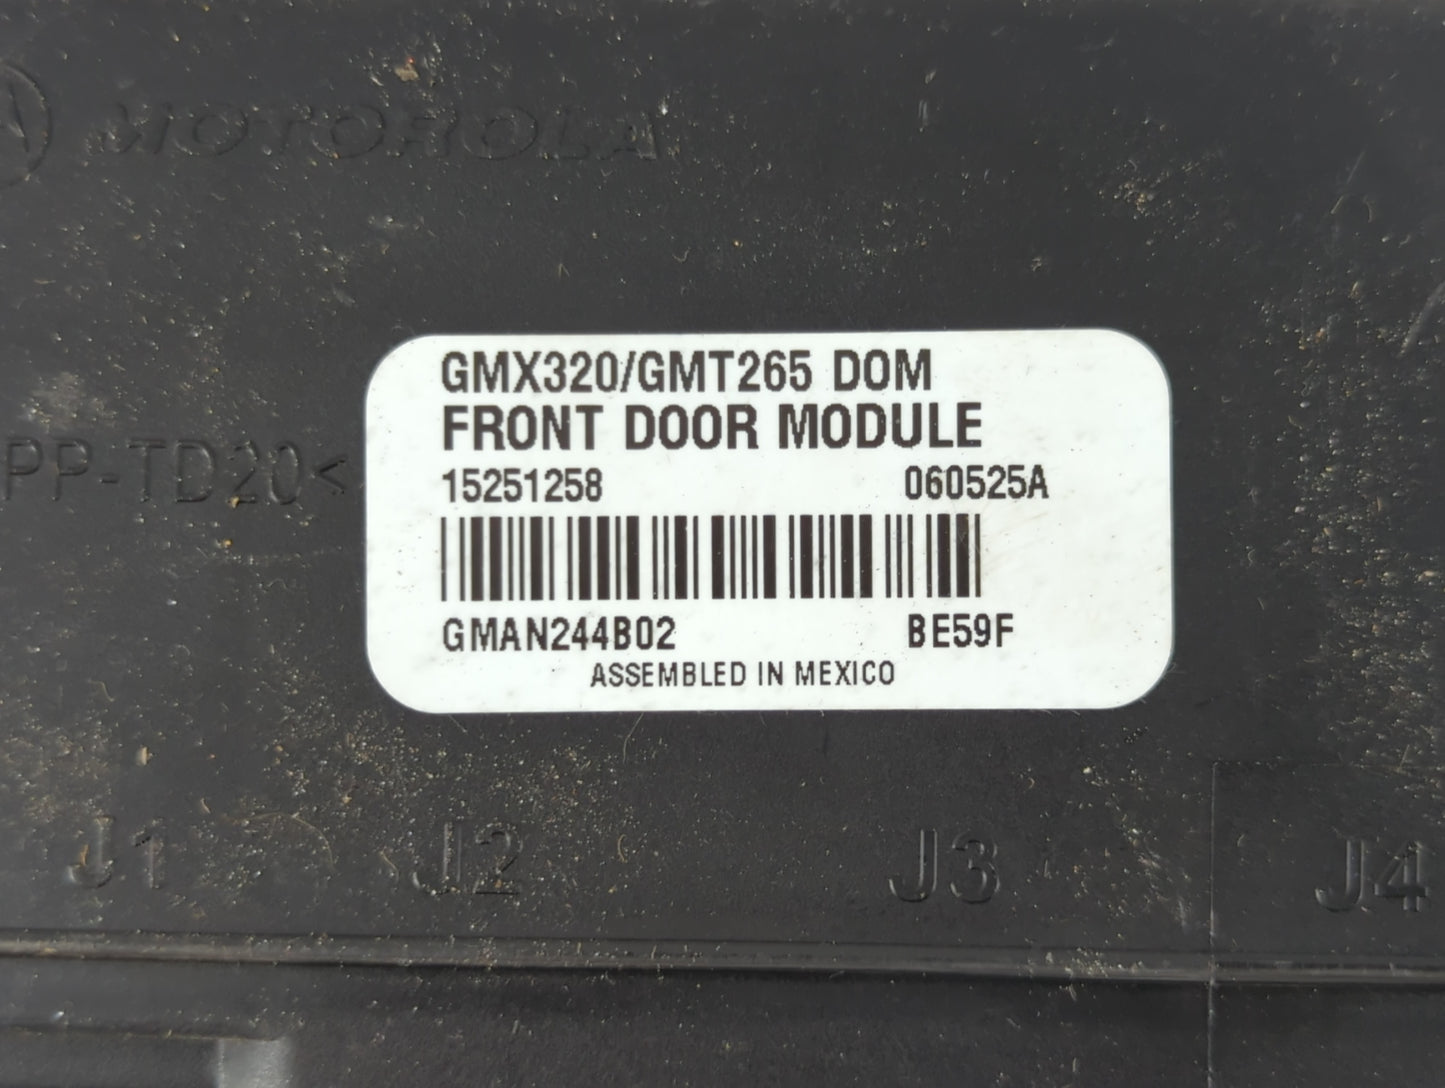 MOTOROLA
GMX320/GMT265 DOM
FRONT DOOR MODULE
15251258 060525A
PP-TD20<
GMAN244B02 BE59F
ASSEMBLED IN MEXICO
J1 J2 J3 J4